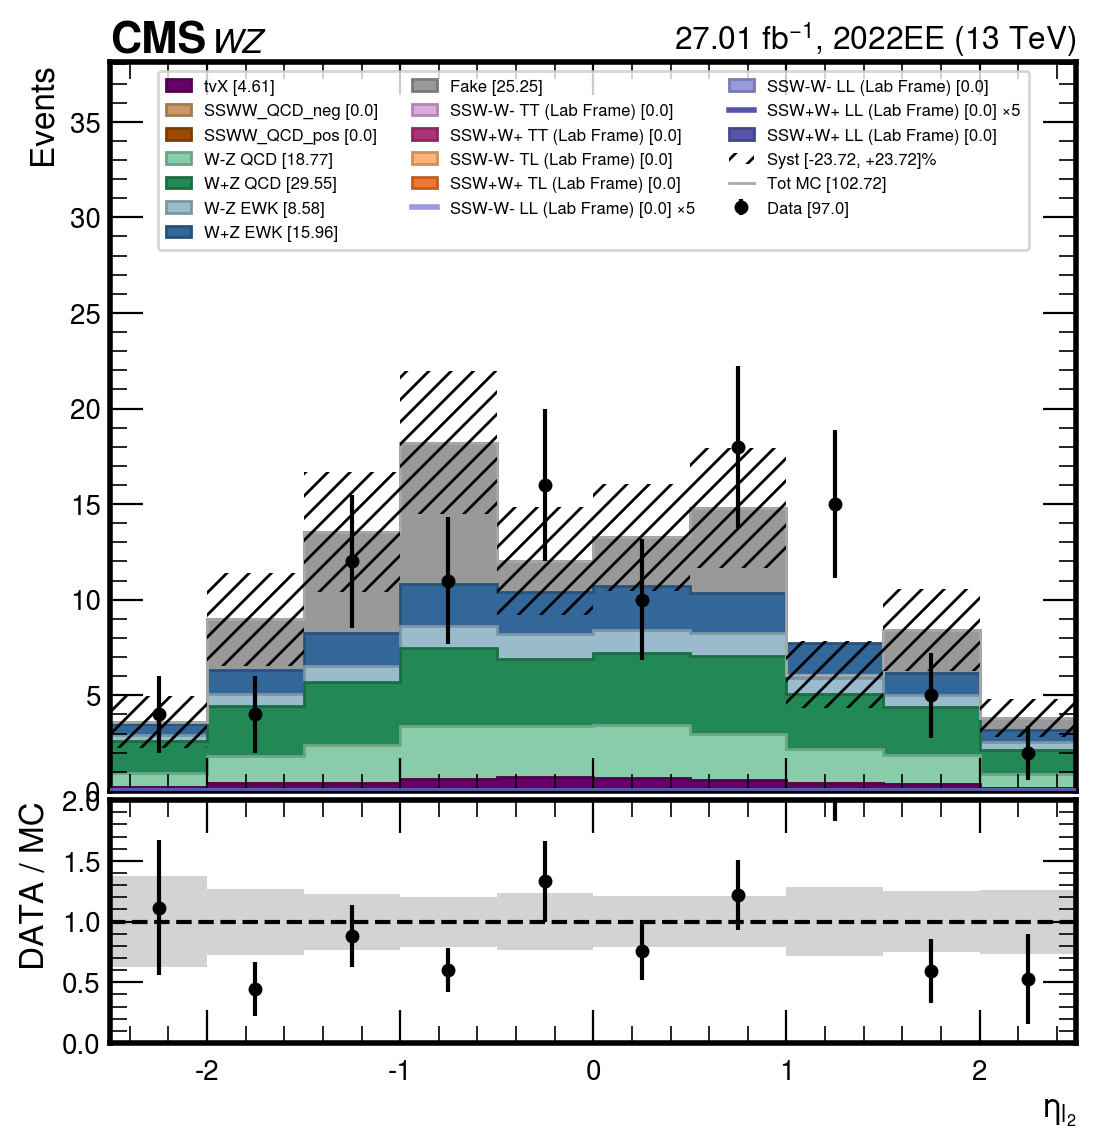 CMS WZ
27.01 fb⁻¹, 2022EE (13 TeV)
Events
tvX [4.61]
SSWW_QCD_neg [0.0]
SSWW_QCD_pos [0.0]
W-Z QCD [18.77]
W+Z QCD [29.55]
W-Z EWK [8.58]
W+Z EWK [15.96]
Fake [25.25]
SSW-W- TT (Lab Frame) [0.0]
SSW+W+ TT (Lab Frame) [0.0]
SSW-W- TL (Lab Frame) [0.0]
SSW+W+ TL (Lab Frame) [0.0]
SSW-W- LL (Lab Frame) [0.0] ×5
SSW-W- LL (Lab Frame) [0.0]
SSW+W+ LL (Lab Frame) [0.0] ×5
SSW+W+ LL (Lab Frame) [0.0]
Syst [-23.72, +23.72]%
Tot MC [102.72]
Data [97.0]
35
30
25
20
15
10
5
0
DATA / MC
2.0
1.5
1.0
0.5
0.0
-2 -1 0 1 2
η_{l_2}